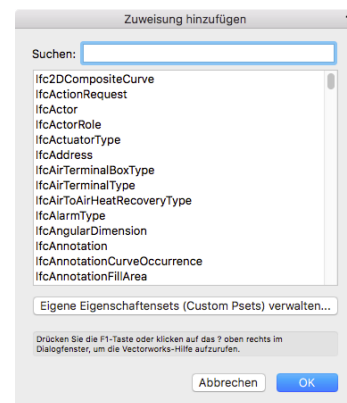 Zuweisung hinzufügen
Suchen:
Ifc2DCompositeCurve
IfcActionRequest
IfcActor
IfcActorRole
IfcActuatorType
IfcAddress
IfcAirTerminalBoxType
IfcAirTerminalType
IfcAirToAirHeatRecoveryType
IfcAlarmType
IfcAngularDimension
IfcAnnotation
IfcAnnotationCurveOccurrence
IfcAnnotationFillArea
Eigene Eigenschaftensets (Custom Psets) verwalten...
Drücken Sie die F1-Taste oder klicken auf das ? oben rechts im
Dialogfenster, um die Vectorworks-Hilfe aufzurufen.
Abbrechen OK